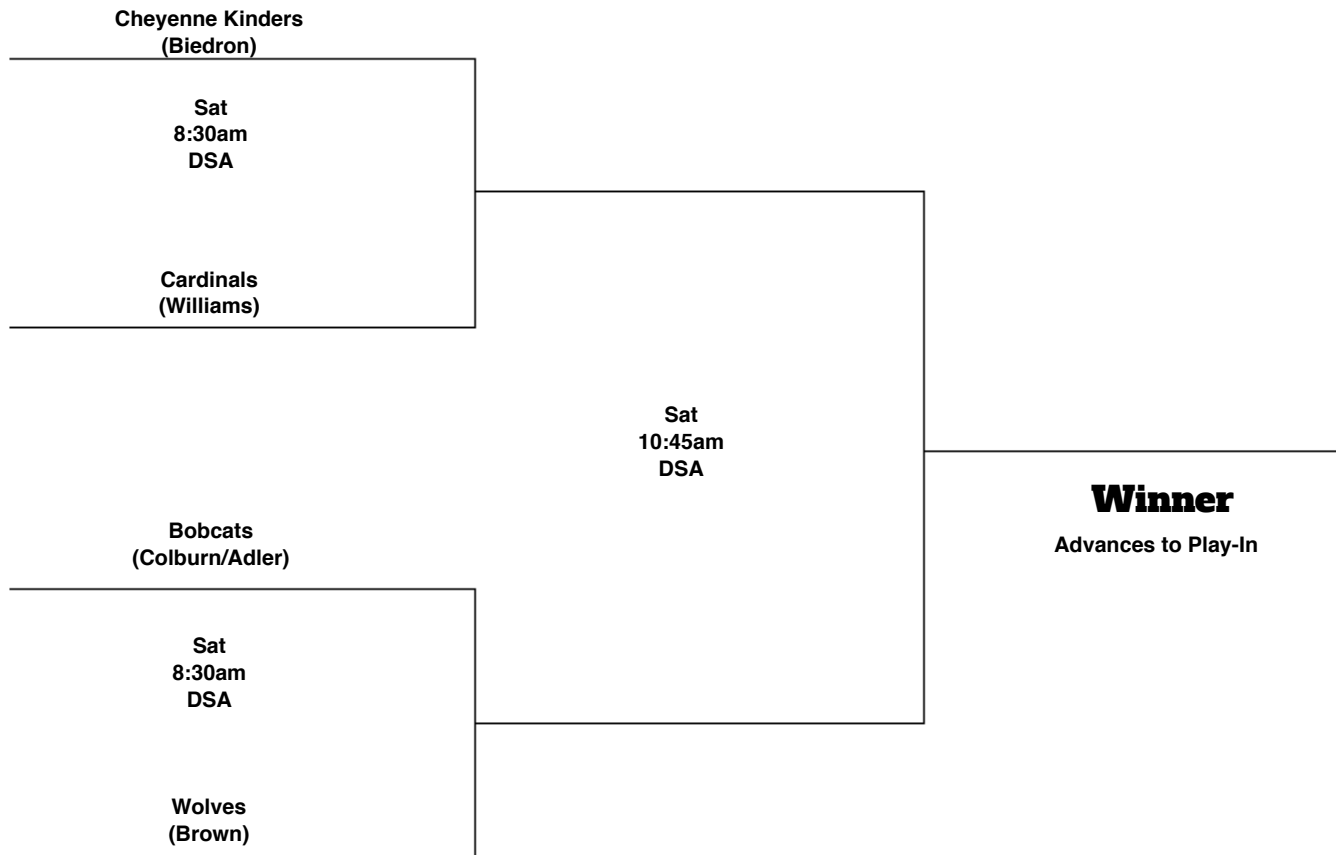 Cheyenne Kinders
(Biedron)
Sat
8:30am
DSA
Cardinals
(Williams)
Sat
10:45am
DSA
Winner
Advances to Play-In
Bobcats
(Colburn/Adler)
Sat
8:30am
DSA
Wolves
(Brown)